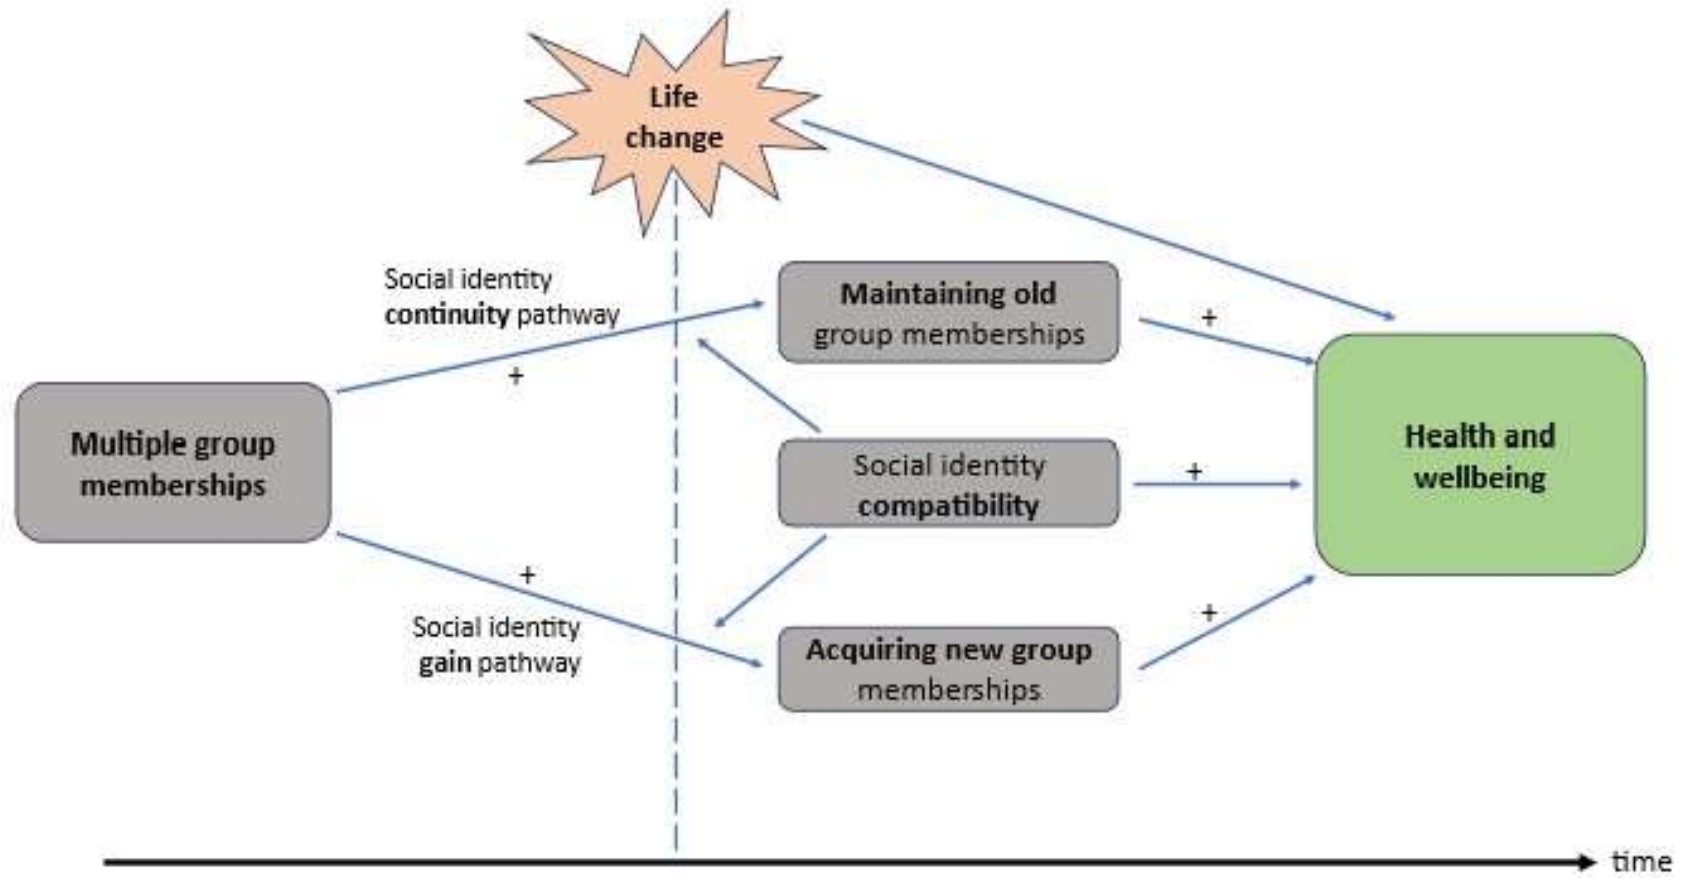 Life
change
Social identity
continuity pathway
+
Maintaining old
group memberships
+
Multiple group
memberships
Social identity
compatibility
+
Health and
wellbeing
+
Social identity
gain pathway
Acquiring new group
memberships
+
time